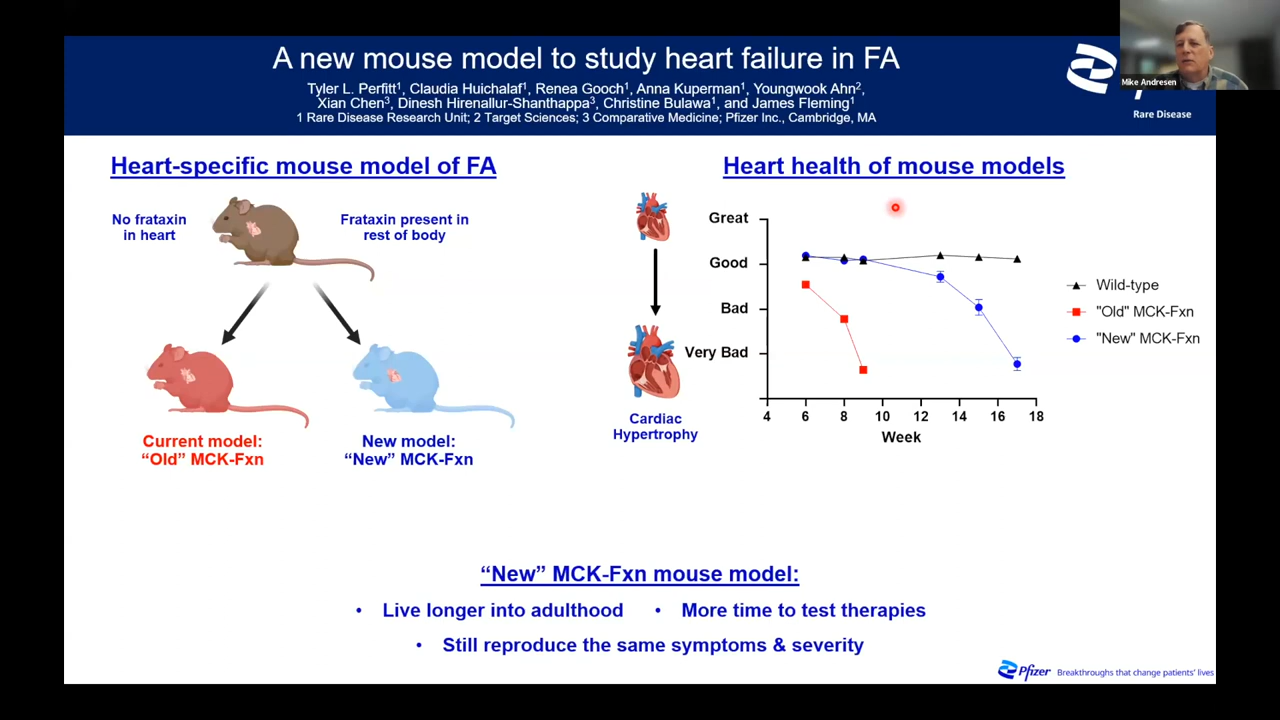 A new mouse model to study heart failure in FA
Tyler L. Perfitt¹, Claudia Huichalaf¹, Renea Gooch¹, Anna Kuperman¹, Youngwook Ahn²,
Xian Chen³, Dinesh Hirenallur-Shanthappa³, Christine Bulawa¹, and James Fleming¹
1 Rare Disease Research Unit; 2 Target Sciences; 3 Comparative Medicine; Pfizer Inc., Cambridge, MA
Mike Andresen
Rare Disease
Heart-specific mouse model of FA
No frataxin
in heart
Frataxin present in
rest of body
Current model:
“Old” MCK-Fxn
New model:
“New” MCK-Fxn
Heart health of mouse models
Cardiac
Hypertrophy
Great
Good
Bad
Very Bad
4 6 8 10 12 14 16 18
Week
Wild-type
"Old" MCK-Fxn
"New" MCK-Fxn
“New” MCK-Fxn mouse model:
• Live longer into adulthood • More time to test therapies
• Still reproduce the same symptoms & severity
Pfizer Breakthroughs that change patients' lives